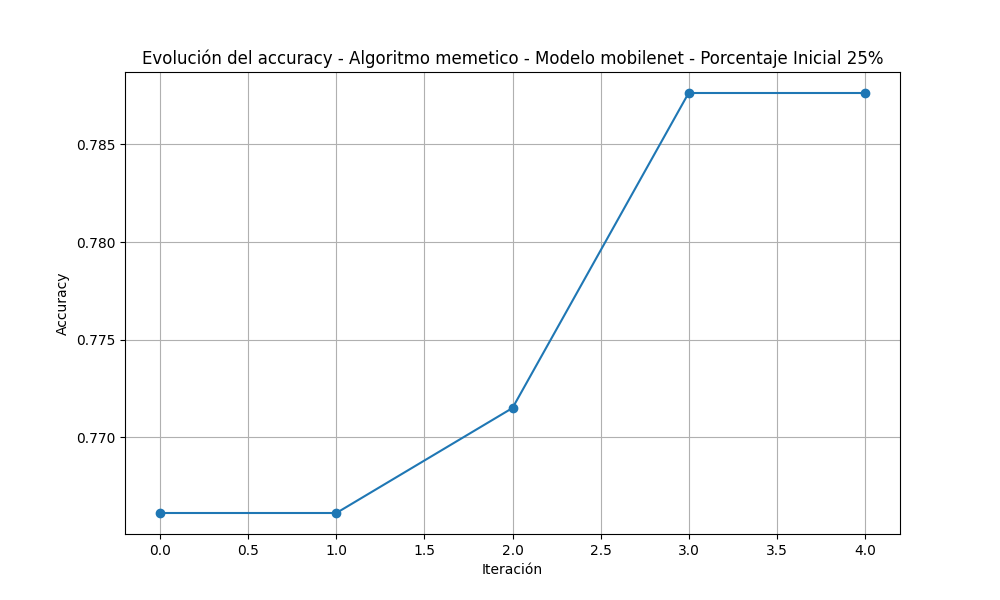 Evolución del accuracy - Algoritmo memetico - Modelo mobilenet - Porcentaje Inicial 25%
0.785
0.780
0.775
0.770
Accuracy
0.0 0.5 1.0 1.5 2.0 2.5 3.0 3.5 4.0
Iteración